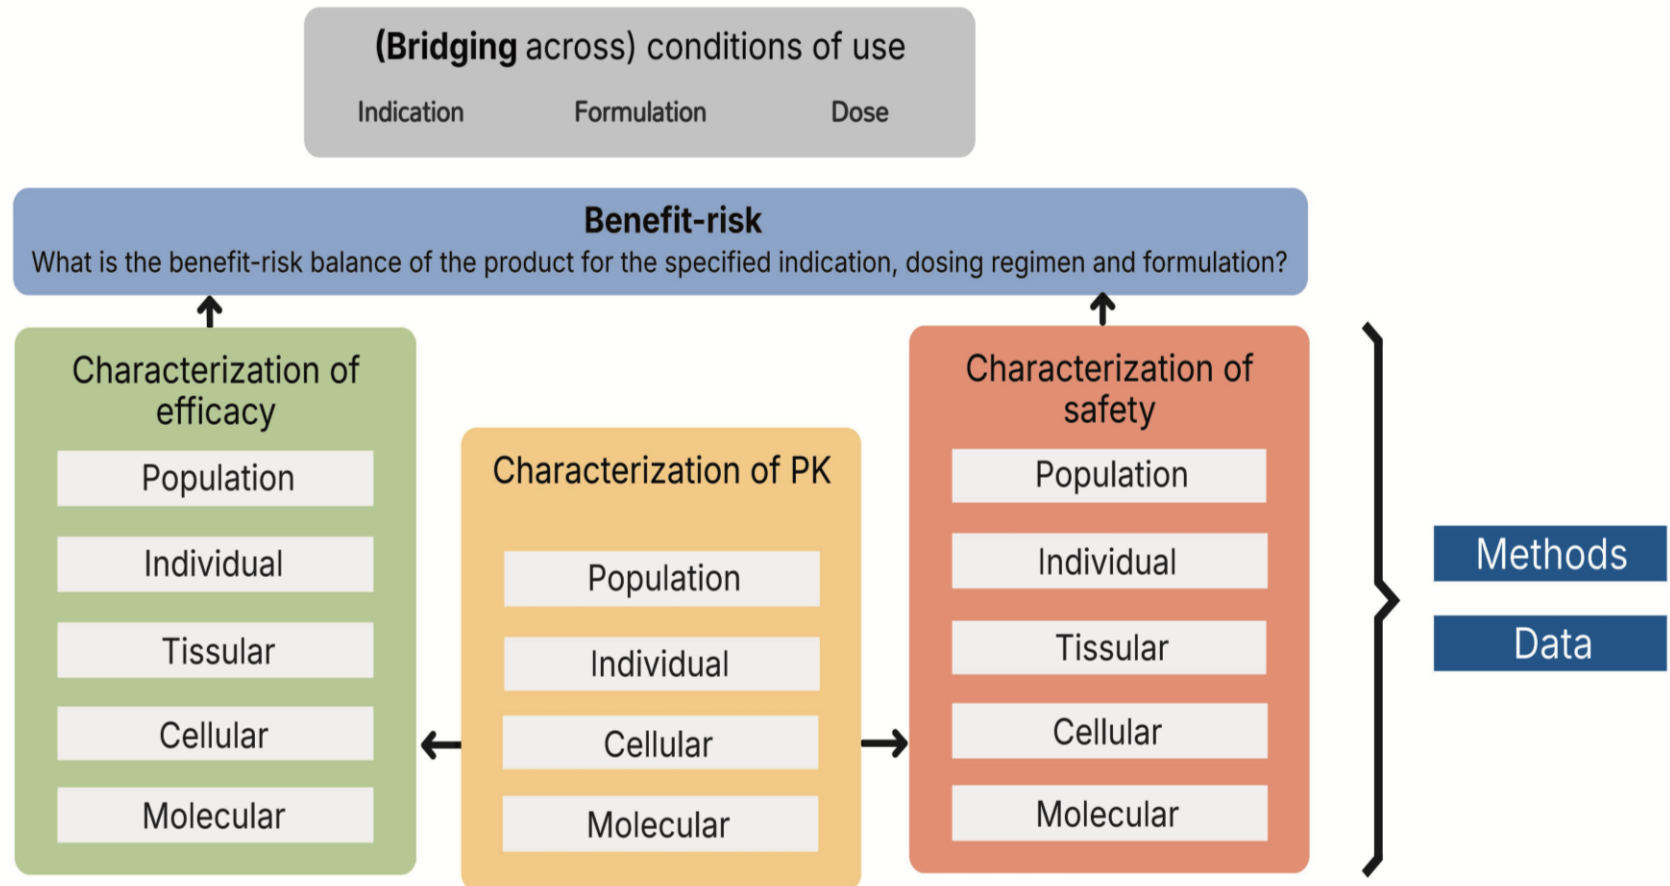 (Bridging across) conditions of use
Indication Formulation Dose
Benefit-risk
What is the benefit-risk balance of the product for the specified indication, dosing regimen and formulation?
Characterization of
efficacy
Population
Individual
Tissular
Cellular
Molecular
Characterization of PK
Population
Individual
Cellular
Molecular
Characterization of
safety
Population
Individual
Tissular
Cellular
Molecular
Methods
Data